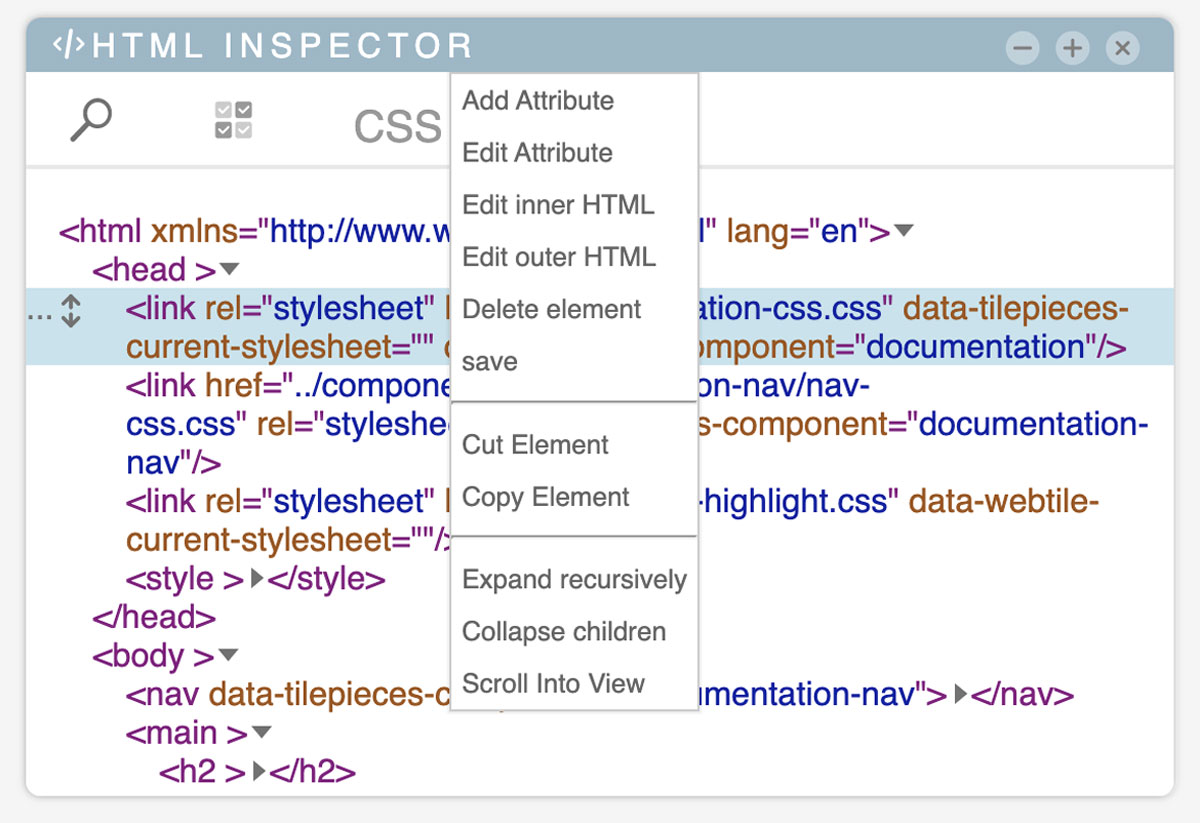 </>HTML INSPECTOR
CSS
Add Attribute
Edit Attribute
Edit inner HTML
Edit outer HTML
Delete element
save
Cut Element
Copy Element
Expand recursively
Collapse children
Scroll Into View
<html xmlns="http://www. l" lang="en">
<head >
... <link rel="stylesheet" ation-css.css" data-tilepieces-
current-stylesheet="" omponent="documentation"/>
<link href="../compone on-nav/nav-
css.css" rel="styleshe s-component="documentation-
nav"/>
<link rel="stylesheet" -highlight.css" data-webtile-
current-stylesheet=""/
<style ></style>
</head>
<body >
<nav data-tilepieces-c umentation-nav"></nav>
<main >
<h2 ></h2>